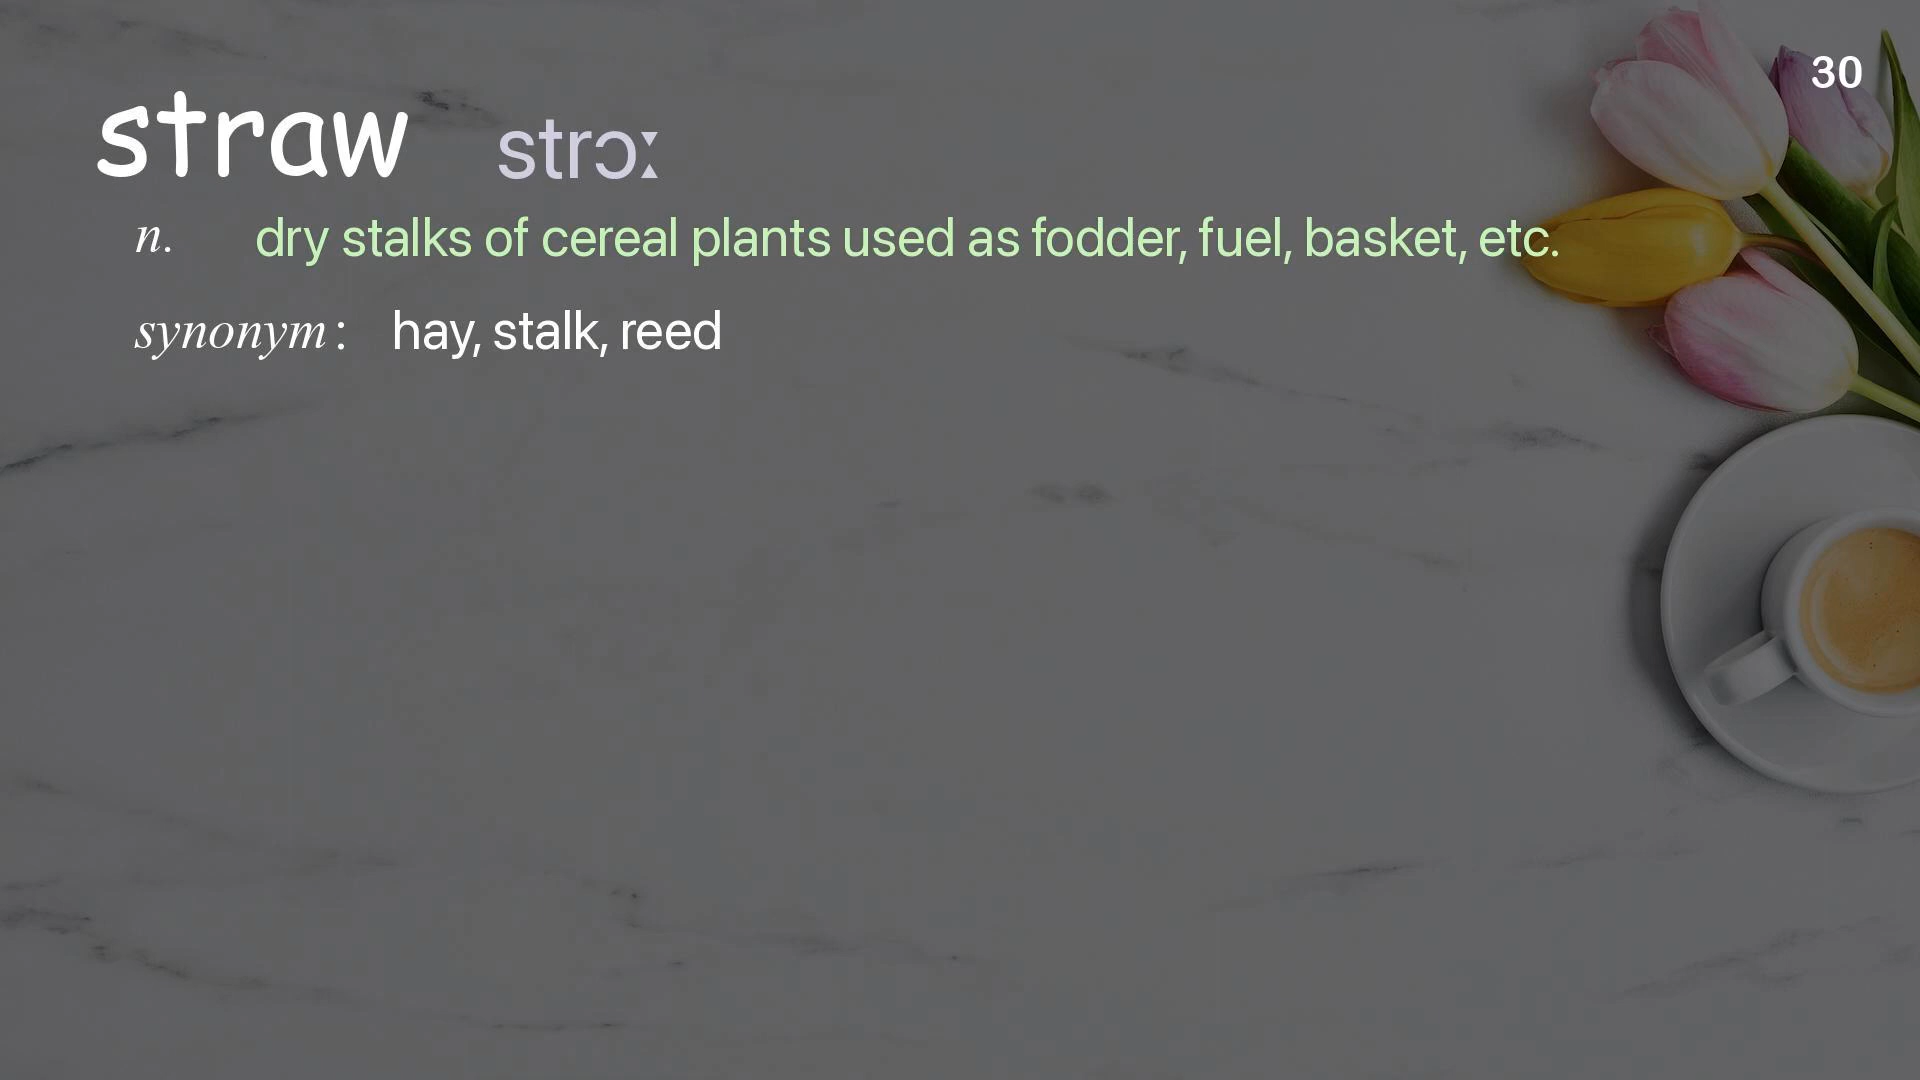 30
straw strɔː
n. dry stalks of cereal plants used as fodder, fuel, basket, etc.
synonym: hay, stalk, reed